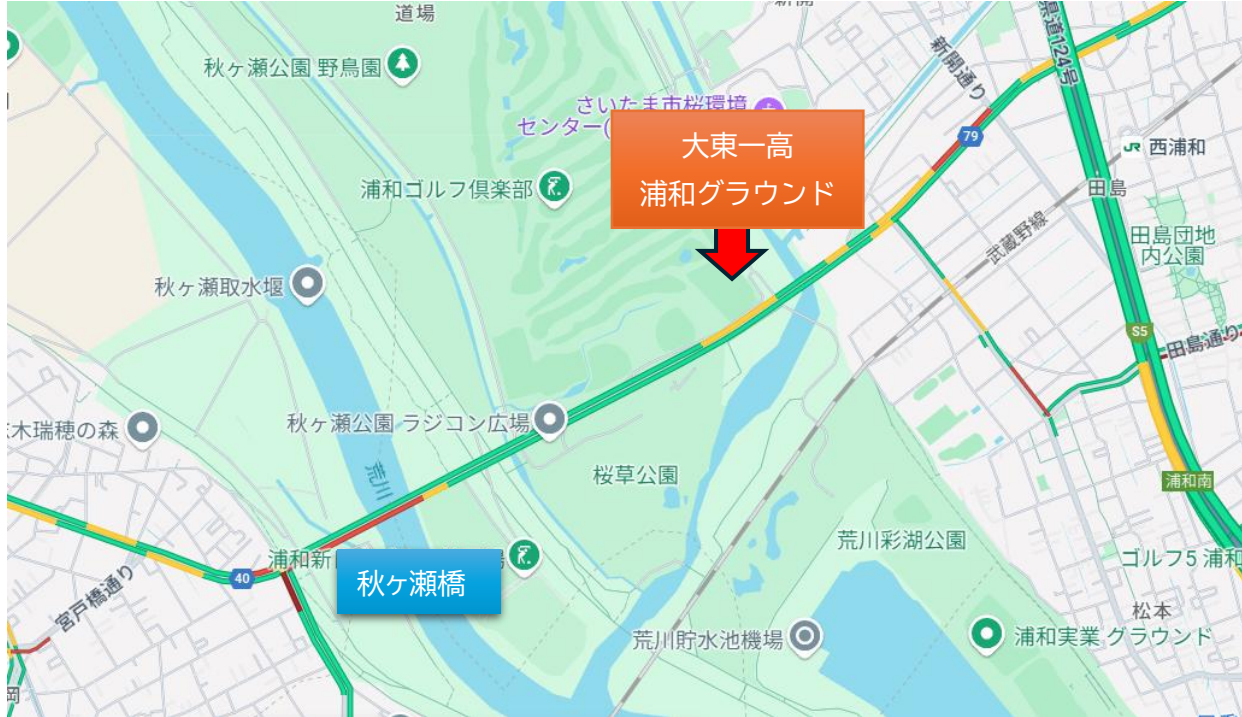 道場
県道124号
秋ヶ瀬公園 野鳥園
新開通り
さいたま市桜環境
センター(
大東一高
浦和グラウンド
79
JR 西浦和
浦和ゴルフ倶楽部
田島
武蔵野線
田島団地
内公園
秋ヶ瀬取水堰
S5
田島通り
秋ヶ瀬公園 ラジコン広場
木瑞穂の森
荒川
桜草公園
浦和南
荒川彩湖公園
ゴルフ5 浦和
浦和新
40
秋ヶ瀬橋
宮戸橋通り
松本
荒川貯水池機場
浦和実業 グラウンド
岡